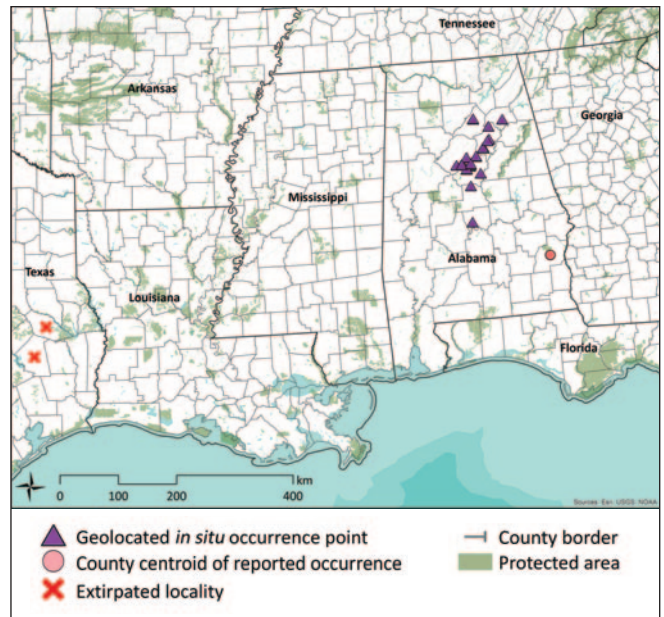 Tennessee
Arkansas
Georgia
Mississippi
Alabama
Texas
Louisiana
Florida
km
0 100 200 400
Sources: Esri, USGS, NOAA
Geolocated in situ occurrence point
County border
County centroid of reported occurrence
Protected area
Extirpated locality